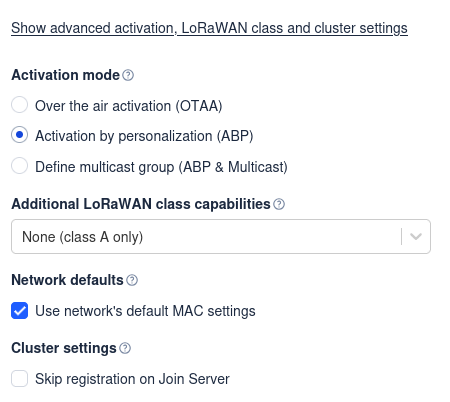 Show advanced activation, LoRaWAN class and cluster settings
Activation mode
Over the air activation (OTAA)
Activation by personalization (ABP)
Define multicast group (ABP & Multicast)
Additional LoRaWAN class capabilities
None (class A only)
Network defaults
Use network's default MAC settings
Cluster settings
Skip registration on Join Server